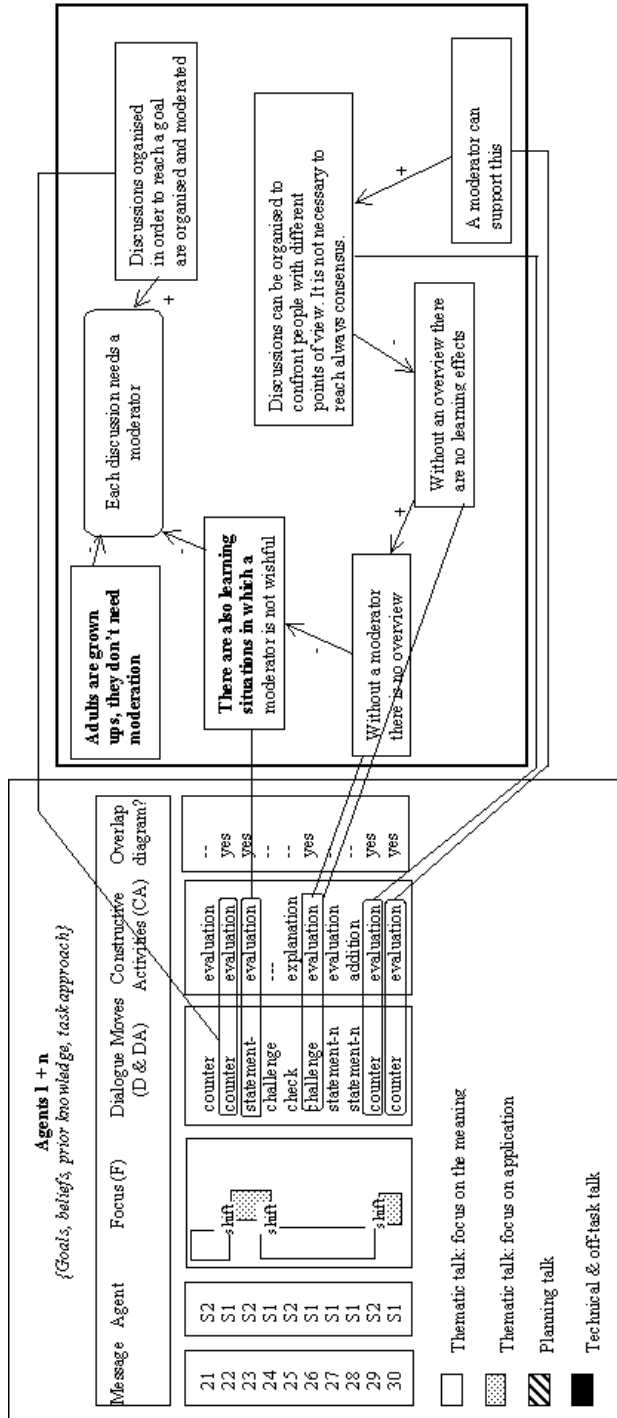 Agents 1 + n
{Goals, beliefs, prior knowledge, task approach}
Message Agent Focus (F) Dialogue Moves (D & DA) Constructive Activities (CA) Overlap diagram?
21 S2 counter evaluation --
22 S1 shift counter evaluation yes
23 S2 statement- evaluation yes
24 S1 shift challenge --- --
25 S2 check explanation --
26 S1 challenge evaluation yes
27 S1 statement-n evaluation --
28 S1 statement-n addition --
29 S2 shift counter evaluation yes
30 S1 counter evaluation yes
Thematic talk: focus on the meaning
Thematic talk: focus on application
Planning talk
Technical & off-task talk
Adults are grown
ups, they don't need
moderation
-
Each discussion needs a
moderator
+
Discussions organised
in order to reach a goal
are organised and moderated
-
There are also learning
situations in which a
moderator is not wishful
-
Without a moderator
there is no overview
+
Without an overview there
are no learning effects
-
Discussions can be organised to
confront people with different
points of view. It is not necessary to
reach always consensus.
+
A moderator can
support this